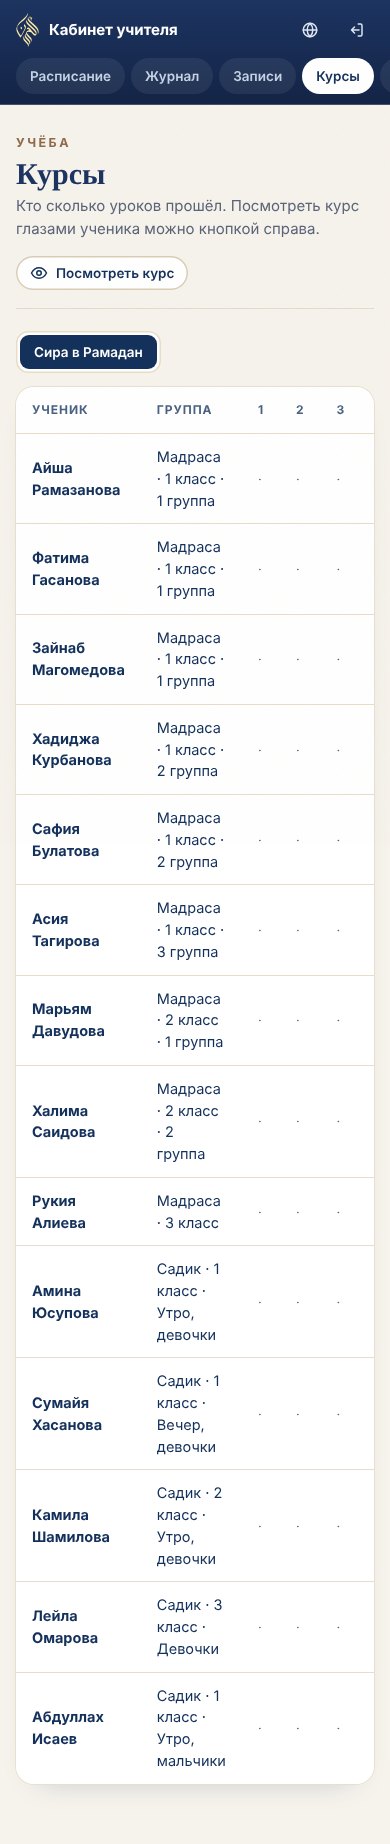 Кабинет учителя
Расписание Журнал Записи Курсы
УЧЁБА
Курсы
Кто сколько уроков прошёл. Посмотреть курс
глазами ученика можно кнопкой справа.
Посмотреть курс
Сира в Рамадан
УЧЕНИК ГРУППА 1 2 3
Айша
Рамазанова
Мадраса
· 1 класс ·
1 группа
· · ·
Фатима
Гасанова
Мадраса
· 1 класс ·
1 группа
· · ·
Зайнаб
Магомедова
Мадраса
· 1 класс ·
1 группа
· · ·
Хадиджа
Курбанова
Мадраса
· 1 класс ·
2 группа
· · ·
Сафия
Булатова
Мадраса
· 1 класс ·
2 группа
· · ·
Асия
Тагирова
Мадраса
· 1 класс ·
3 группа
· · ·
Марьям
Давудова
Мадраса
· 2 класс
· 1 группа
· · ·
Халима
Саидова
Мадраса
· 2 класс
· 2
группа
· · ·
Рукия
Алиева
Мадраса
· 3 класс
· · ·
Амина
Юсупова
Садик · 1
класс ·
Утро,
девочки
· · ·
Сумайя
Хасанова
Садик · 1
класс ·
Вечер,
девочки
· · ·
Камила
Шамилова
Садик · 2
класс ·
Утро,
девочки
· · ·
Лейла
Омарова
Садик · 3
класс ·
Девочки
· · ·
Абдуллах
Исаев
Садик · 1
класс ·
Утро,
мальчики
· · ·